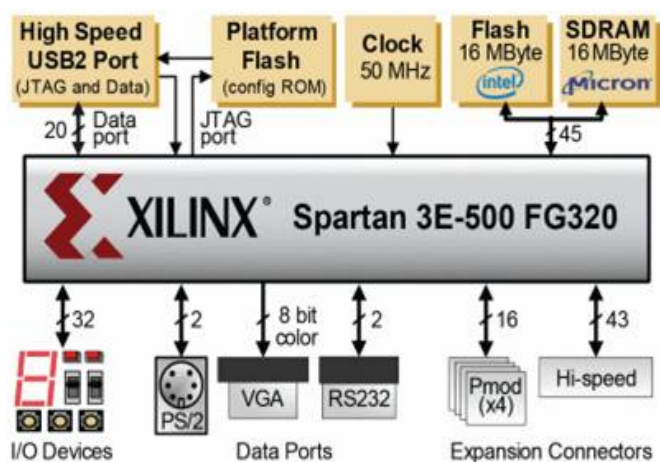 High Speed
USB2 Port
(JTAG and Data)
Platform
Flash
(config ROM)
Clock
50 MHz
Flash
16 MByte
intel
SDRAM
16 MByte
Micron
20
Data
port
JTAG
port
45
XILINX® Spartan 3E-500 FG320
32
2
8 bit
color
2
16
43
PS/2
VGA
RS232
Pmod
(x4)
Hi-speed
I/O Devices
Data Ports
Expansion Connectors